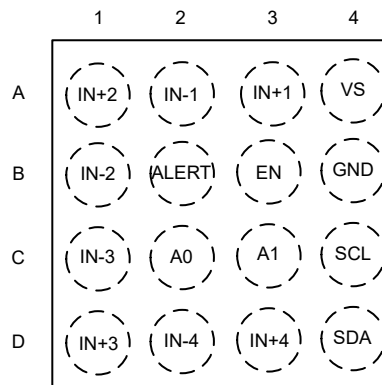 1 2 3 4
A IN+2 IN-1 IN+1 VS
B IN-2 ALERT EN GND
C IN-3 A0 A1 SCL
D IN+3 IN-4 IN+4 SDA